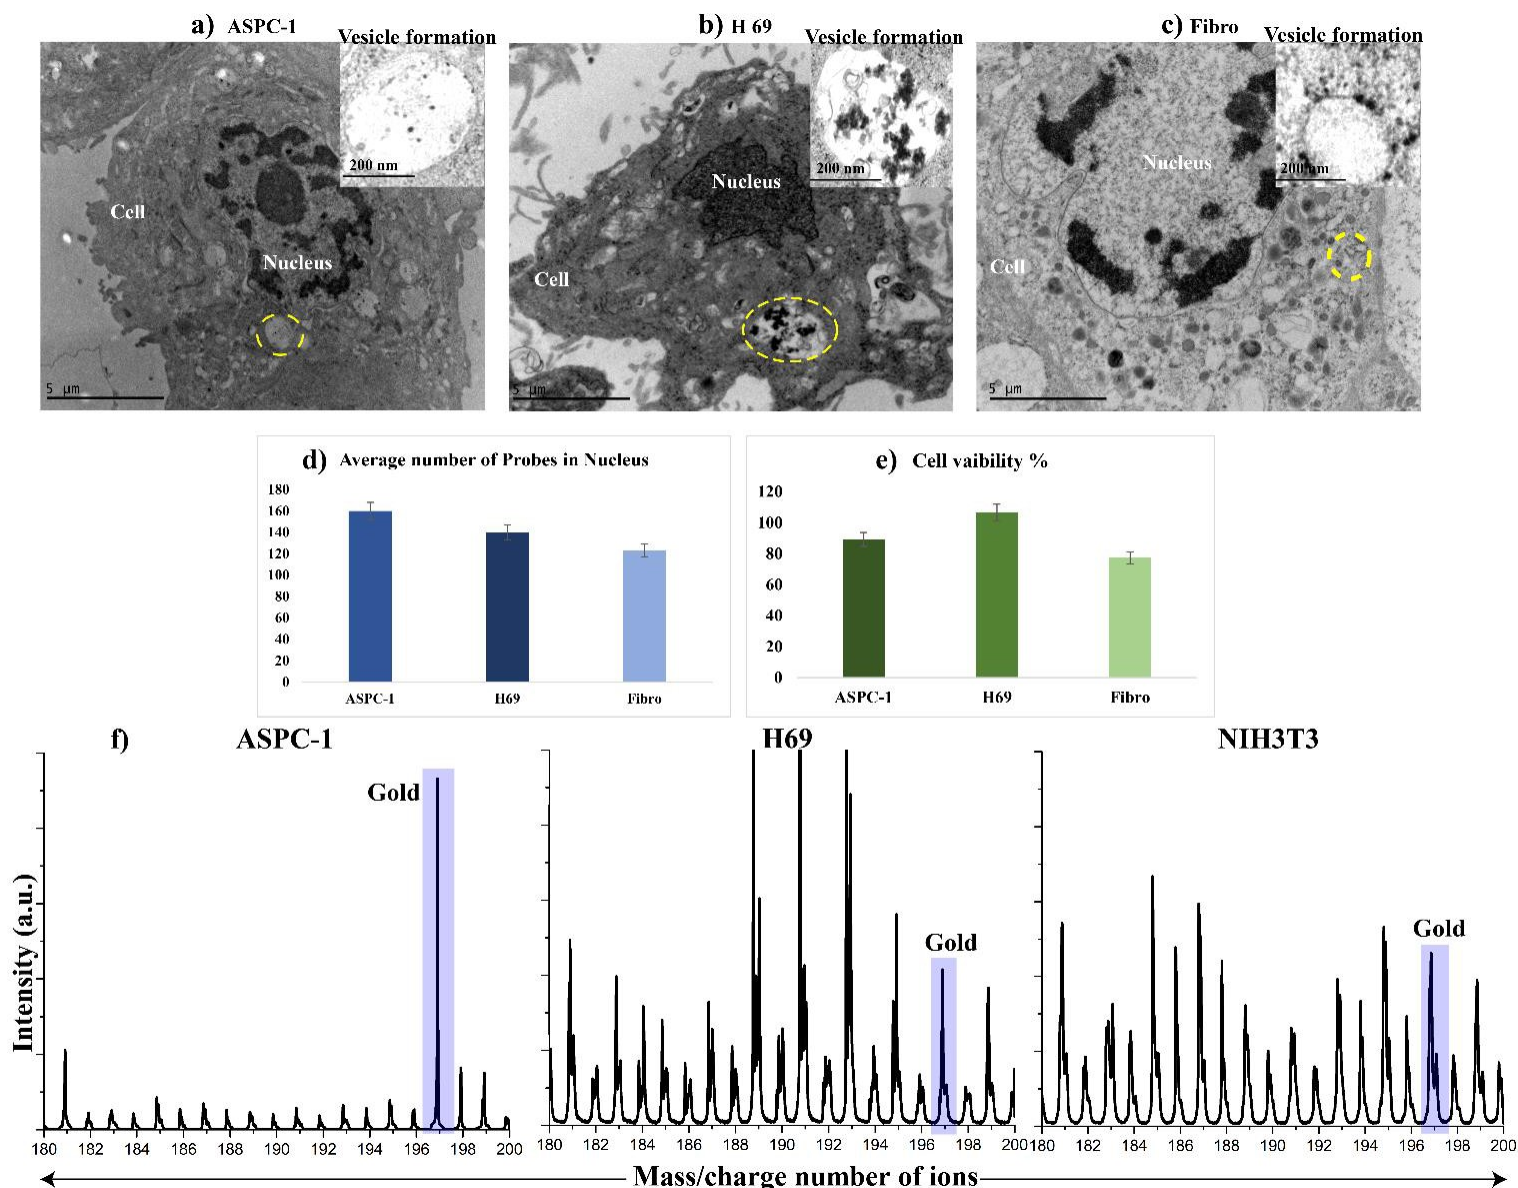 a) ASPC-1
Vesicle formation
200 nm
Cell
Nucleus
5 µm
b) H 69
Vesicle formation
200 nm
Nucleus
Cell
5 µm
c) Fibro
Vesicle formation
200 nm
Nucleus
Cell
5 µm
d) Average number of Probes in Nucleus
180
160
140
120
100
80
60
40
20
0
ASPC-1 H69 Fibro
e) Cell vaibility %
120
100
80
60
40
20
0
ASPC-1 H69 Fibro
f) ASPC-1
Gold
Intensity (a.u.)
180 182 184 186 188 190 192 194 196 198 200
H69
Gold
180 182 184 186 188 190 192 194 196 198 200
NIH3T3
Gold
180 182 184 186 188 190 192 194 196 198 200
Mass/charge number of ions